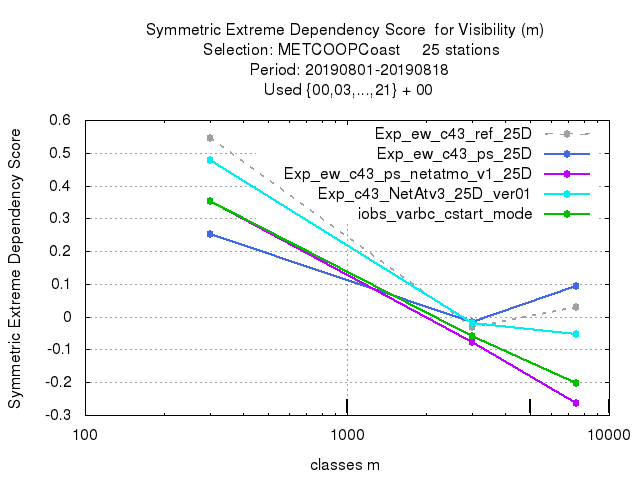 Symmetric Extreme Dependency Score  for Visibility (m)
Selection: METCOOPCoast     25 stations
Period: 20190801-20190818
Used {00,03,...,21} + 00
Symmetric Extreme Dependency Score
0.6
0.5
0.4
0.3
0.2
0.1
0
-0.1
-0.2
-0.3
Exp_ew_c43_ref_25D
Exp_ew_c43_ps_25D
Exp_ew_c43_ps_netatmo_v1_25D
Exp_c43_NetAtv3_25D_ver01
iobs_varbc_cstart_mode
100 1000 10000
classes m